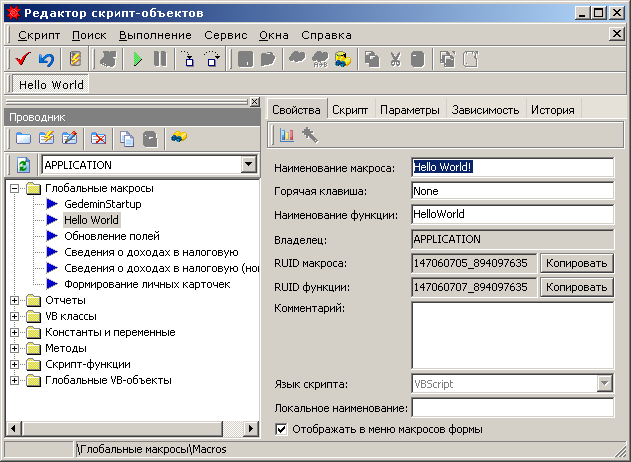 Редактор скрипт-объектов
Скрипт Поиск Выполнение Сервис Окна Справка
Hello World
Проводник
APPLICATION
Глобальные макросы
GedeminStartup
Hello World
Обновление полей
Сведения о доходах в налоговую
Сведения о доходах в налоговую (но
Формирование личных карточек
Отчеты
VB классы
Константы и переменные
Методы
Скрипт-функции
Глобальные VB-объекты
Свойства Скрипт Параметры Зависимость История
Наименование макроса: Hello World!
Горячая клавиша: None
Наименование функции: HelloWorld
Владелец: APPLICATION
RUID макроса: 147060705_894097635 Копировать
RUID функции: 147060707_894097635 Копировать
Комментарий:
Язык скрипта: VBScript
Локальное наименование:
Отображать в меню макросов формы
\Глобальные макросы\Macros